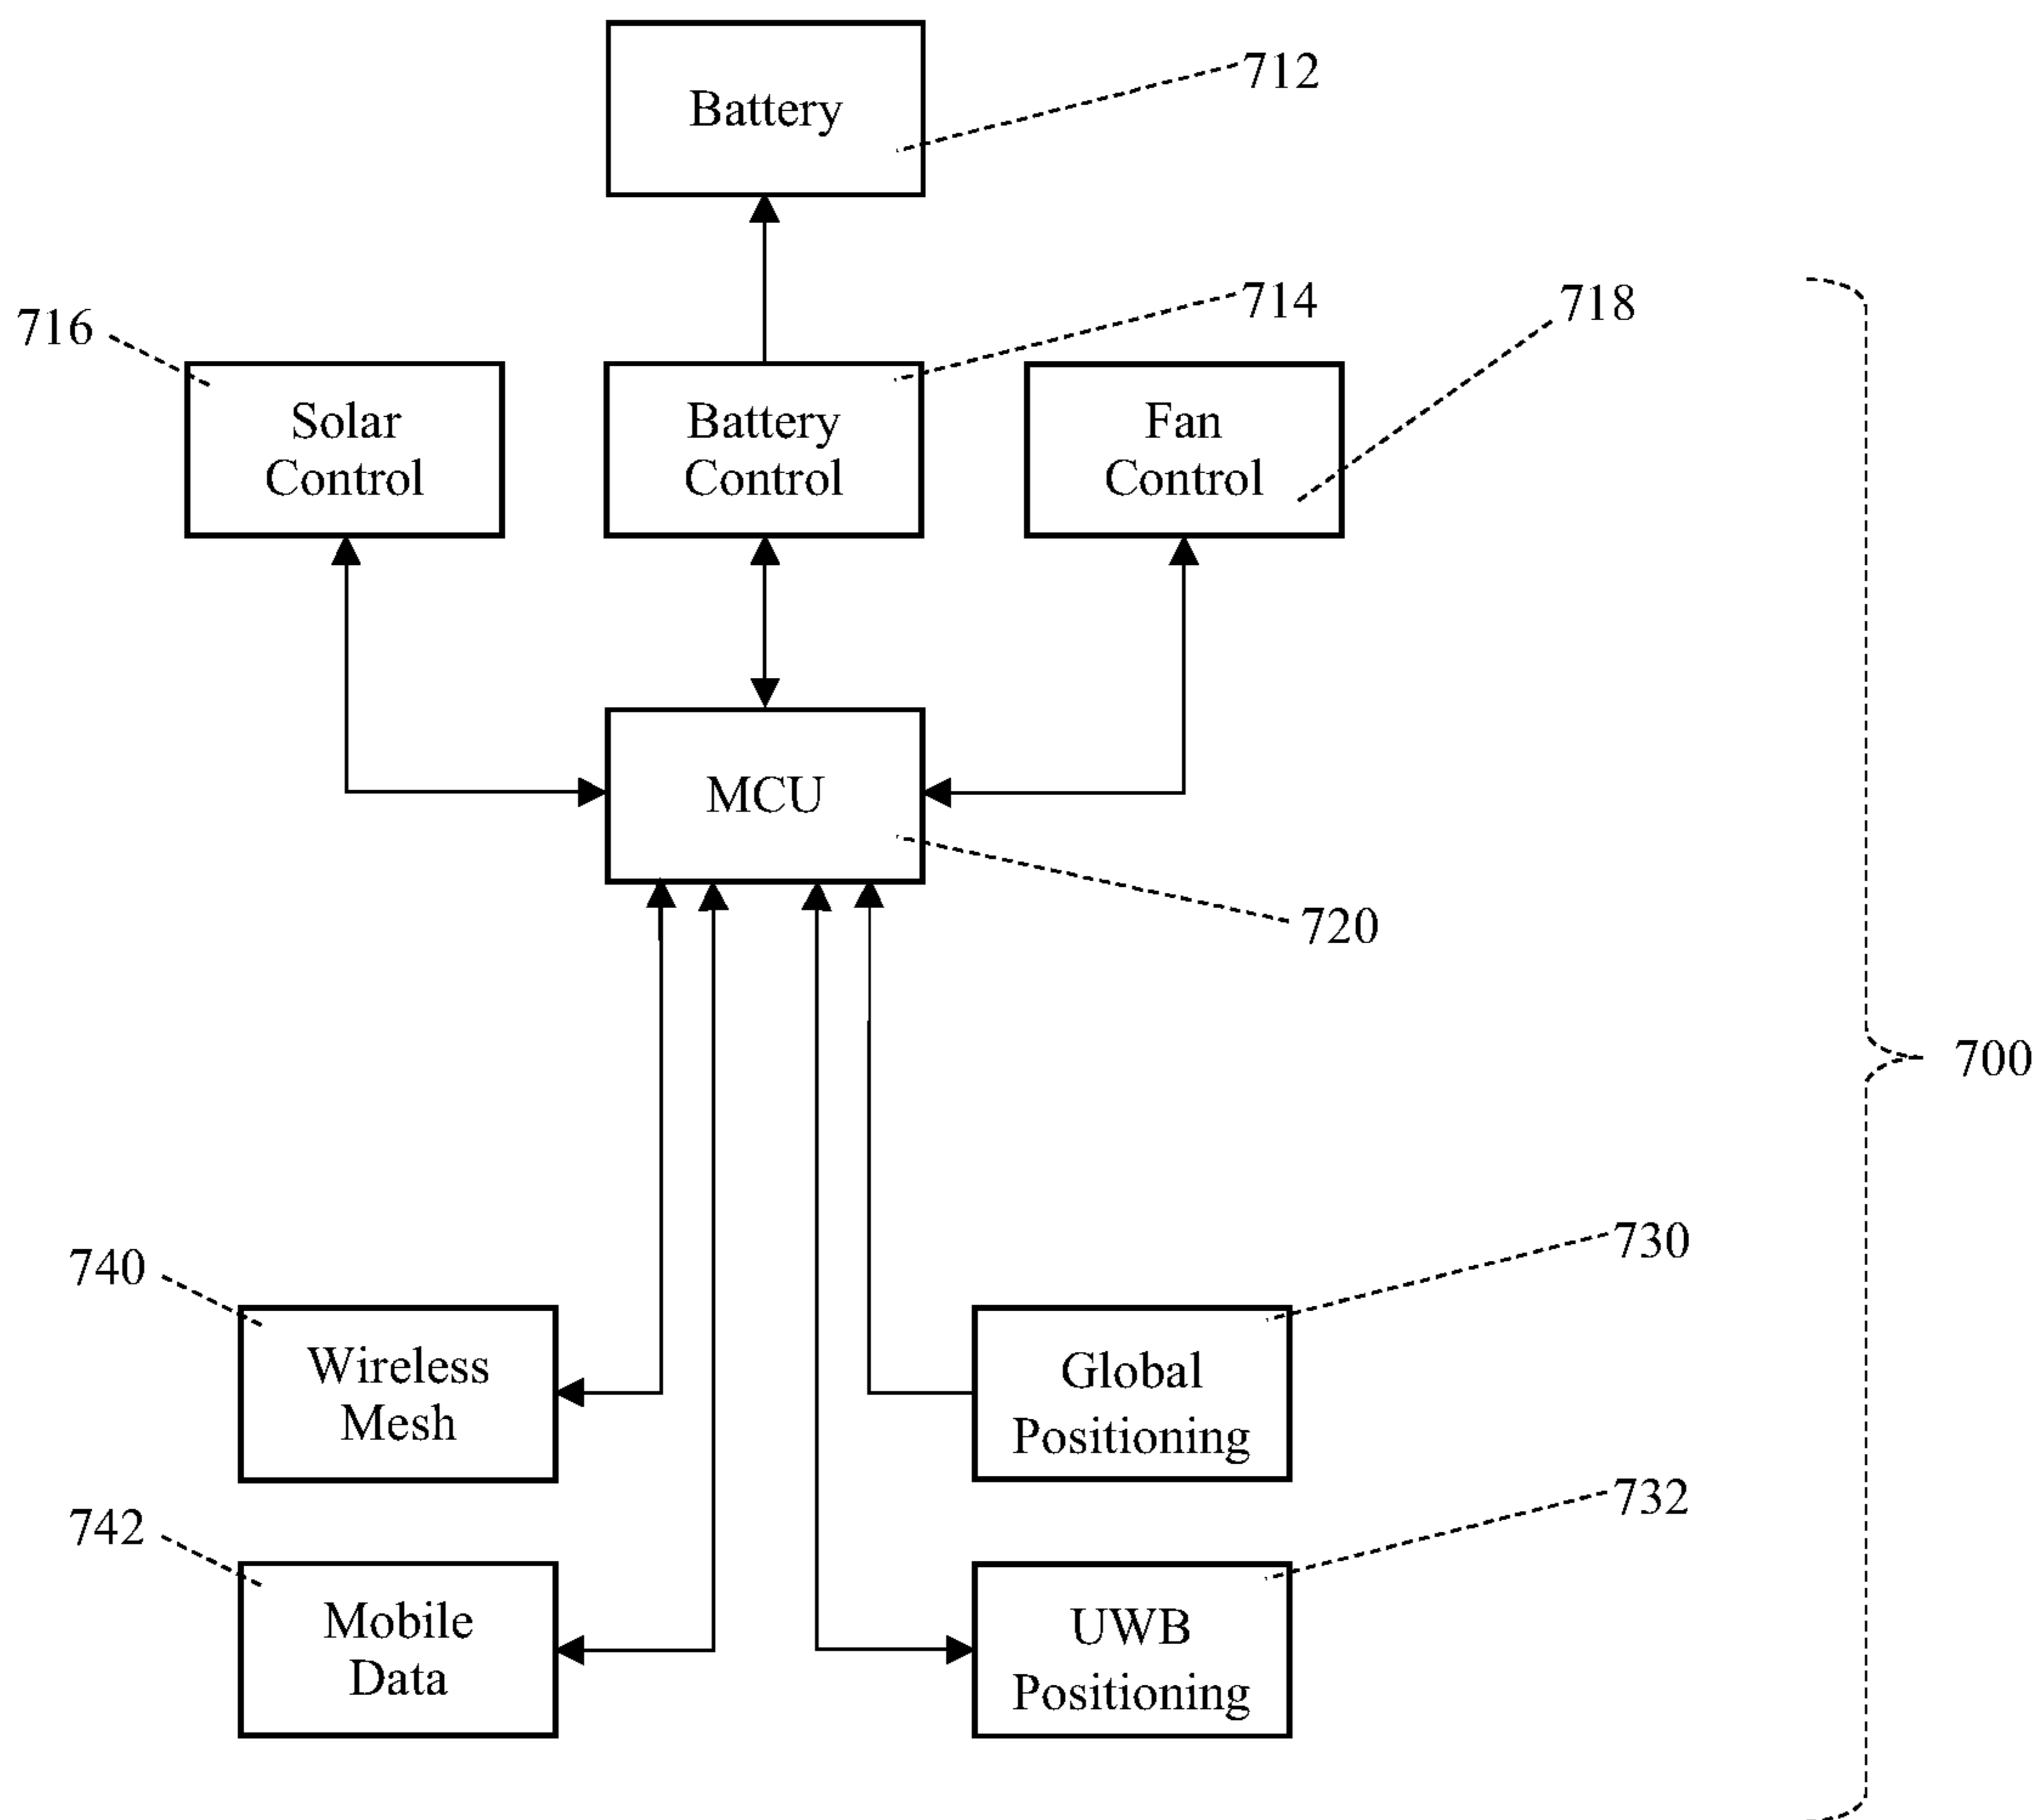 Battery
712
714
718
716
Solar
Control
Battery
Control
Fan
Control
MCU
720
700
730
740
Wireless
Mesh
Global
Positioning
732
742
Mobile
Data
UWB
Positioning